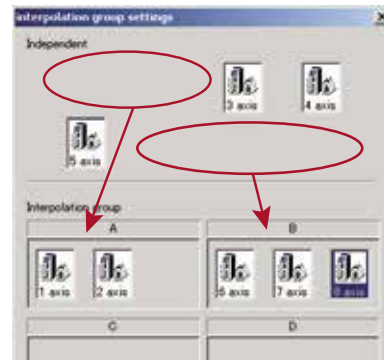 interpolation group settings
Independent
3 axis
4 axis
5 axis
Interpolation group
A
B
1 axis
2 axis
6 axis
7 axis
8 axis
C
D